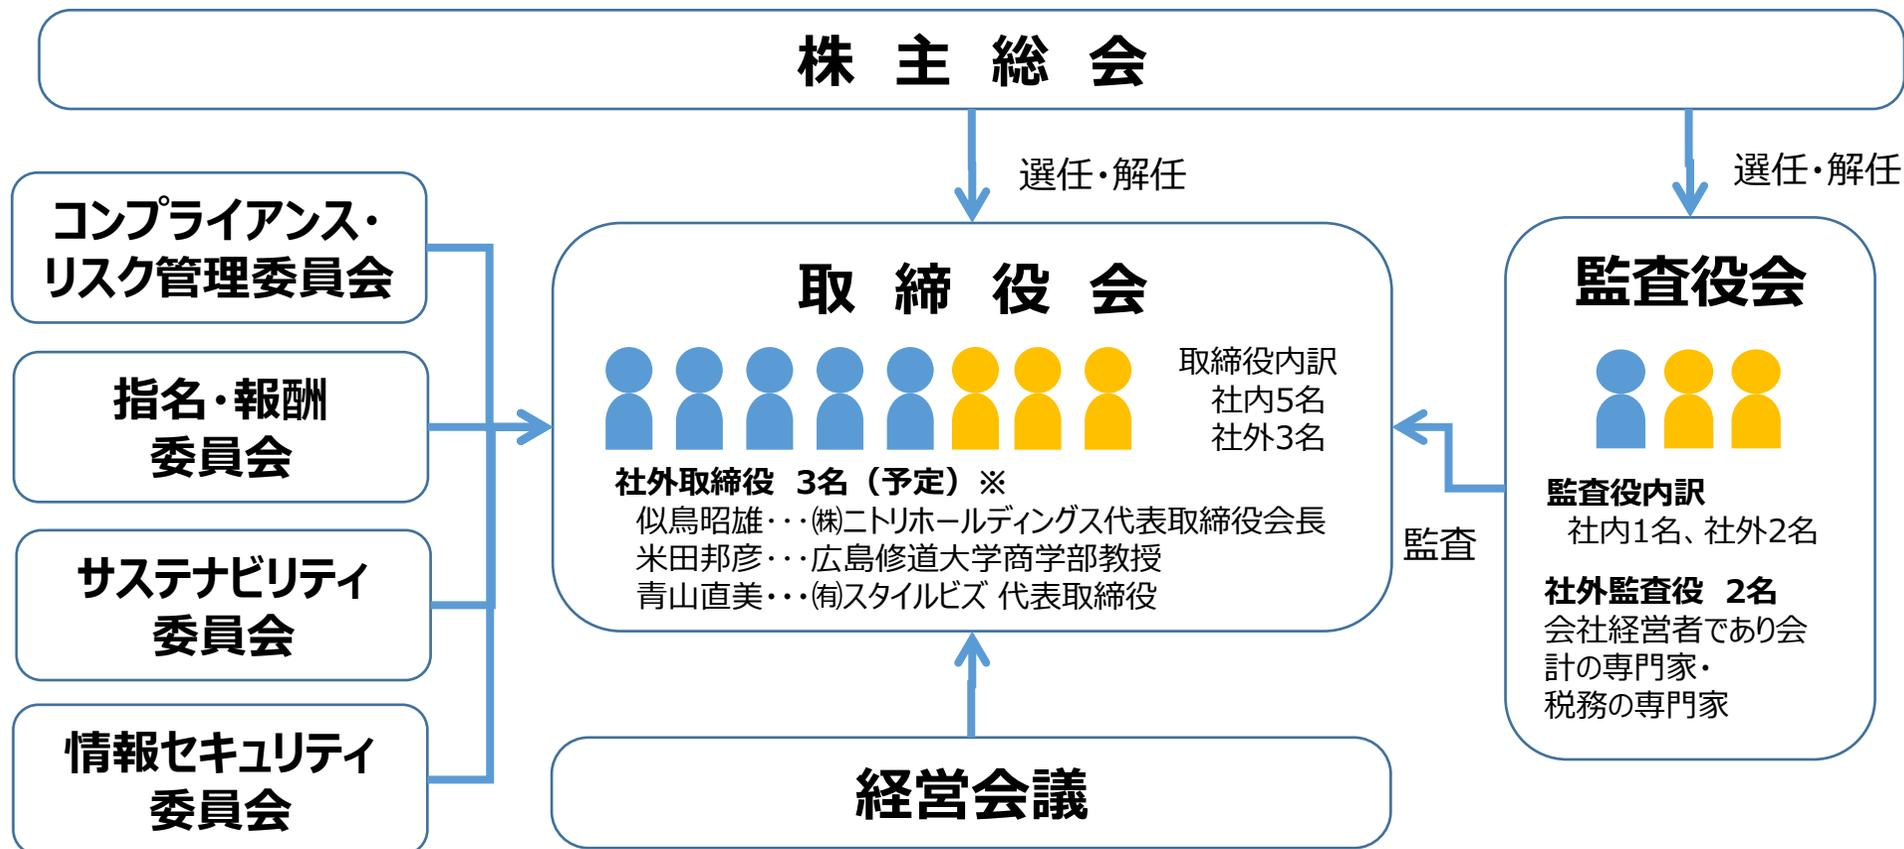 株 主 総 会
選任・解任
選任・解任
コンプライアンス・
リスク管理委員会
指名・報酬
委員会
サステナビリティ
委員会
情報セキュリティ
委員会
取 締 役 会
取締役内訳
社内5名
社外3名
社外取締役 3名（予定）※
似鳥昭雄・・・㈱ニトリホールディングス代表取締役会長
米田邦彦・・・広島修道大学商学部教授
青山直美・・・㈲スタイルビズ 代表取締役
監査
監査役会
監査役内訳
社内1名、社外2名
社外監査役 2名
会社経営者であり会
計の専門家・
税務の専門家
経営会議